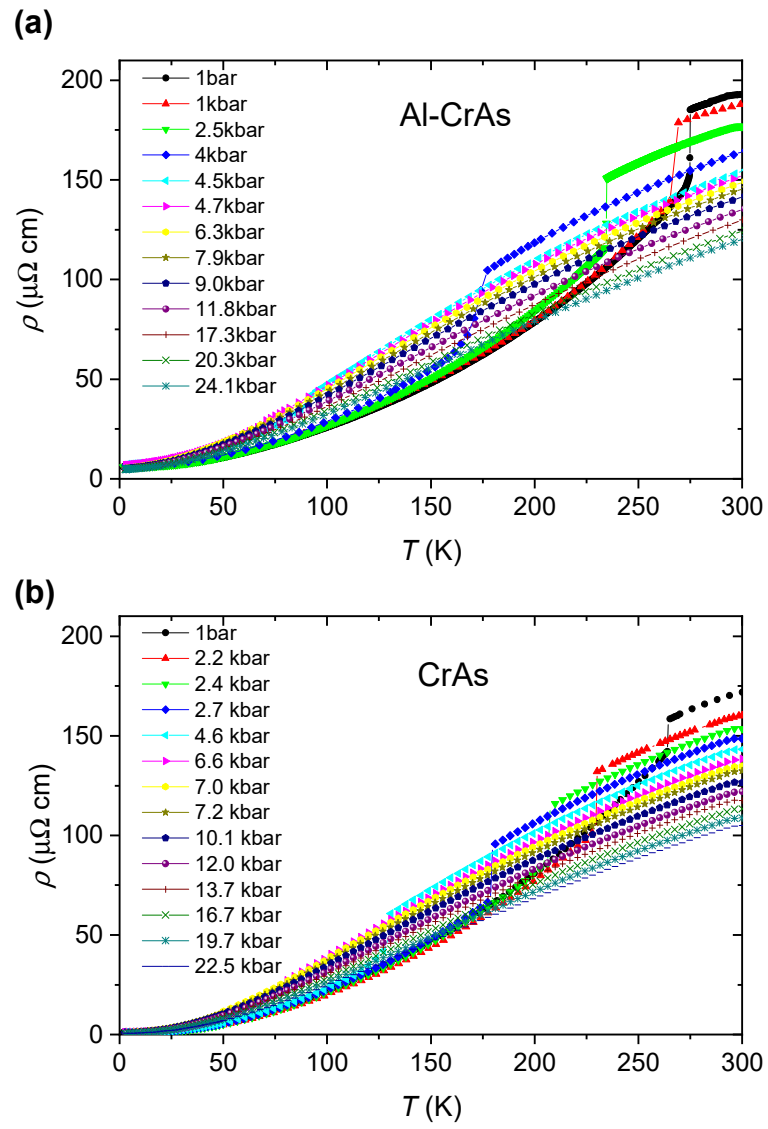 (a)
200
150
100
50
0
ρ (μΩ cm)
1bar
1kbar
2.5kbar
4kbar
4.5kbar
4.7kbar
6.3kbar
7.9kbar
9.0kbar
11.8kbar
17.3kbar
20.3kbar
24.1kbar
Al-CrAs
0 50 100 150 200 250 300
T (K)
(b)
200
150
100
50
0
ρ (μΩ cm)
1bar
2.2 kbar
2.4 kbar
2.7 kbar
4.6 kbar
6.6 kbar
7.0 kbar
7.2 kbar
10.1 kbar
12.0 kbar
13.7 kbar
16.7 kbar
19.7 kbar
22.5 kbar
CrAs
0 50 100 150 200 250 300
T (K)